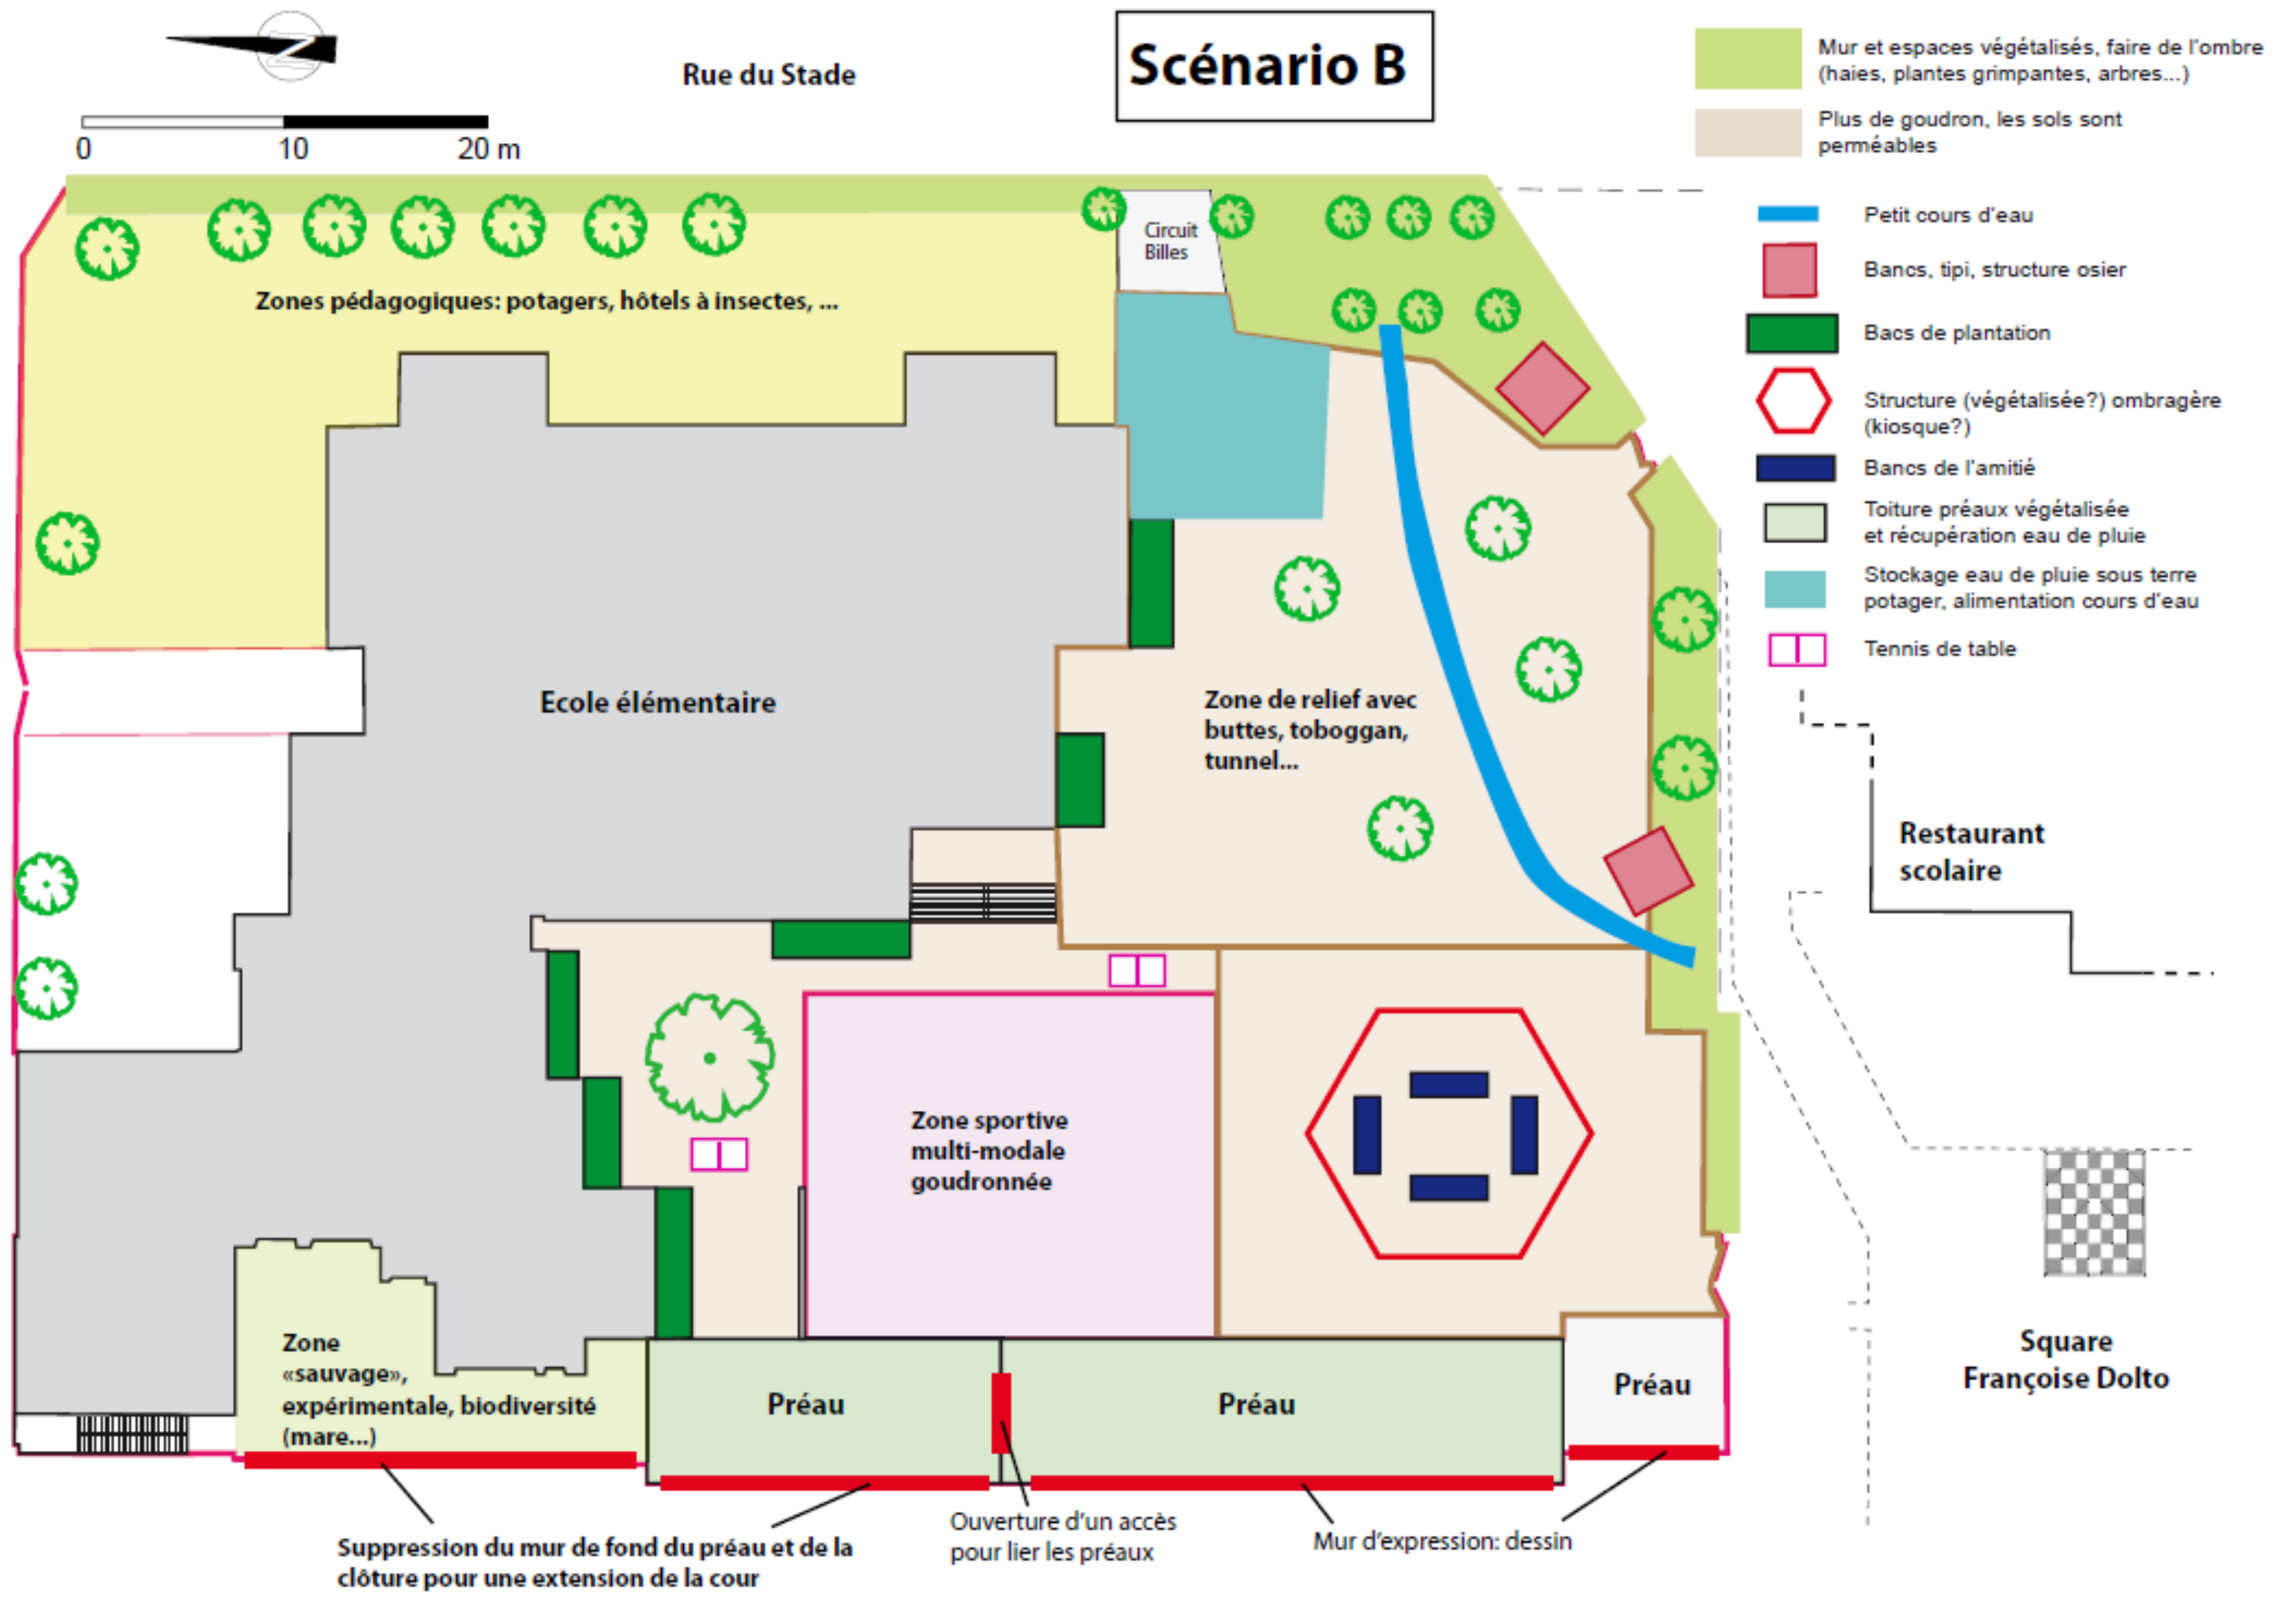 Scénario B
Rue du Stade
N
0 10 20 m
Mur et espaces végétalisés, faire de l'ombre
(haies, plantes grimpantes, arbres...)
Plus de goudron, les sols sont
perméables
Petit cours d'eau
Bancs, tipi, structure osier
Bacs de plantation
Structure (végétalisée?) ombragère
(kiosque?)
Bancs de l'amitié
Toiture préaux végétalisée
et récupération eau de pluie
Stockage eau de pluie sous terre
potager, alimentation cours d'eau
Tennis de table
Circuit
Billes
Zones pédagogiques: potagers, hôtels à insectes, ...
Ecole élémentaire
Zone de relief avec
buttes, toboggan,
tunnel...
Restaurant
scolaire
Zone sportive
multi-modale
goudronnée
Zone
«sauvage»,
expérimentale, biodiversité
(mare...)
Préau
Préau
Préau
Square
Françoise Dolto
Suppression du mur de fond du préau et de la
clôture pour une extension de la cour
Ouverture d'un accès
pour lier les préaux
Mur d'expression: dessin